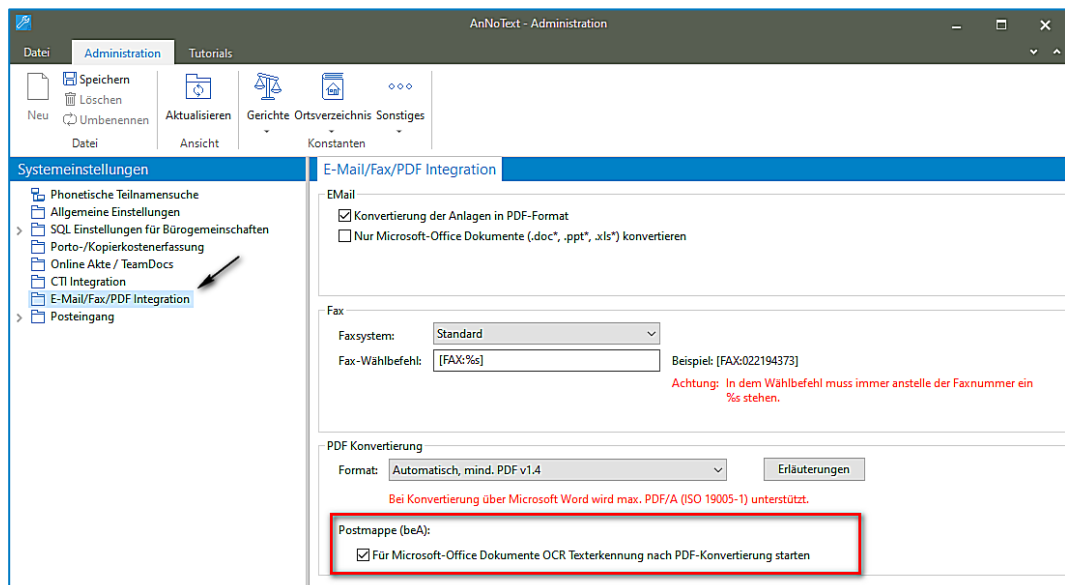 AnNoText - Administration
Datei Administration Tutorials
Neu
Speichern
Löschen
Umbenennen
Datei
Aktualisieren
Ansicht
Gerichte Ortsverzeichnis Sonstiges
Konstanten
Systemeinstellungen
Phonetische Teilnamensuche
Allgemeine Einstellungen
SQL Einstellungen für Bürogemeinschaften
Porto-/Kopierkostenerfassung
Online Akte / TeamDocs
CTI Integration
E-Mail/Fax/PDF Integration
Posteingang
E-Mail/Fax/PDF Integration
EMail
Konvertierung der Anlagen in PDF-Format
Nur Microsoft-Office Dokumente (.doc*, .ppt*, .xls*) konvertieren
Fax
Faxsystem: Standard
Fax-Wählbefehl: [FAX:%s] Beispiel: [FAX:022194373]
Achtung: In dem Wählbefehl muss immer anstelle der Faxnummer ein
%s stehen.
PDF Konvertierung
Format: Automatisch, mind. PDF v1.4 Erläuterungen
Bei Konvertierung über Microsoft Word wird max. PDF/A (ISO 19005-1) unterstützt.
Postmappe (beA):
Für Microsoft-Office Dokumente OCR Texterkennung nach PDF-Konvertierung starten